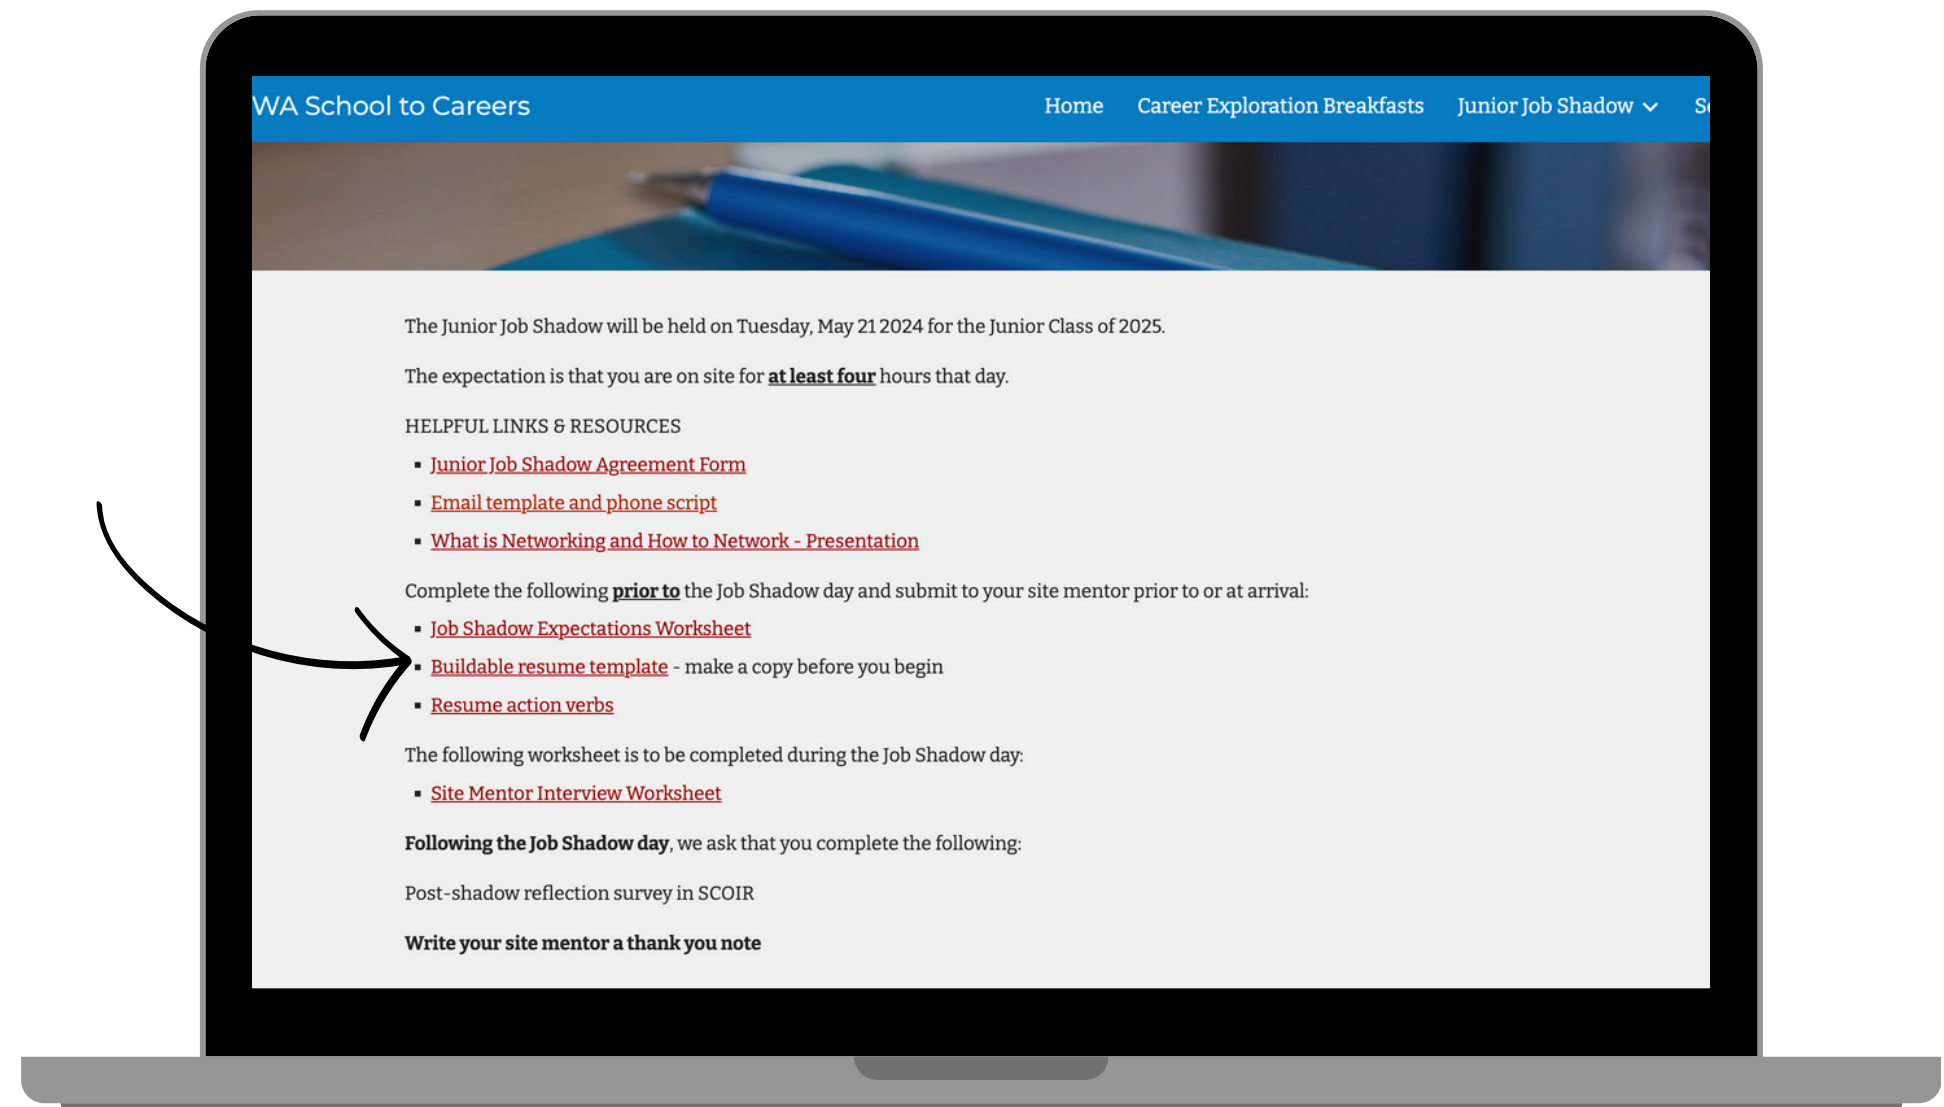 WA School to Careers
Home Career Exploration Breakfasts Junior Job Shadow
The Junior Job Shadow will be held on Tuesday, May 21 2024 for the Junior Class of 2025.
The expectation is that you are on site for at least four hours that day.
HELPFUL LINKS & RESOURCES
Junior Job Shadow Agreement Form
Email template and phone script
What is Networking and How to Network - Presentation
Complete the following prior to the Job Shadow day and submit to your site mentor prior to or at arrival:
Job Shadow Expectations Worksheet
Buildable resume template - make a copy before you begin
Resume action verbs
The following worksheet is to be completed during the Job Shadow day:
Site Mentor Interview Worksheet
Following the Job Shadow day, we ask that you complete the following:
Post-shadow reflection survey in SCOIR
Write your site mentor a thank you note